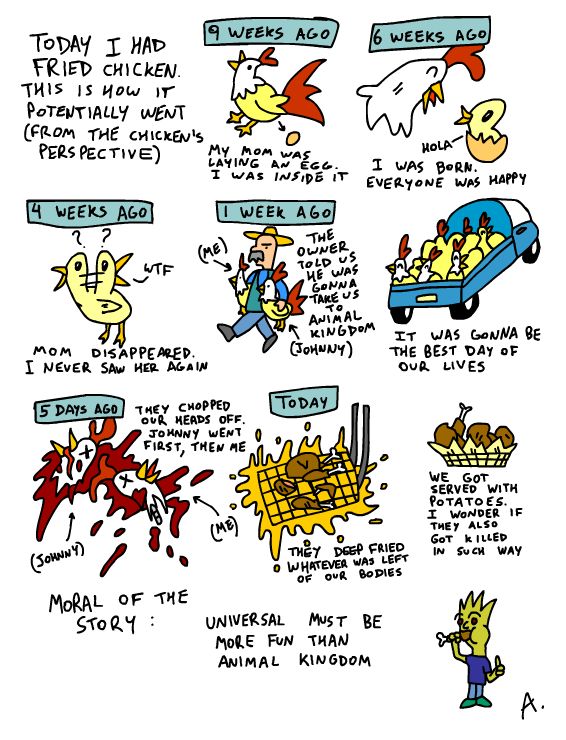 TODAY I HAD
FRIED CHICKEN.
THIS IS HOW IT
POTENTIALLY WENT
(FROM THE CHICKEN'S
PERSPECTIVE)
9 WEEKS AGO
MY MOM WAS
LAYING AN EGG.
I WAS INSIDE IT
6 WEEKS AGO
HOLA
I WAS BORN.
EVERYONE WAS HAPPY
4 WEEKS AGO
? ?
WTF
MOM DISAPPEARED.
I NEVER SAW HER AGAIN
1 WEEK AGO
(ME)
THE
OWNER
TOLD US
HE WAS
GONNA
TAKE US
TO
ANIMAL
KINGDOM
(JOHNNY)
IT WAS GONNA BE
THE BEST DAY OF
OUR LIVES
5 DAYS AGO
THEY CHOPPED
OUR HEADS OFF.
JOHNNY WENT
FIRST, THEN ME
(JOHNNY)
(ME)
TODAY
THEY DEEP FRIED
WHATEVER WAS LEFT
OF OUR BODIES
WE GOT
SERVED WITH
POTATOES.
I WONDER IF
THEY ALSO
GOT KILLED
IN SUCH WAY
MORAL OF THE
STORY :
UNIVERSAL MUST BE
MORE FUN THAN
ANIMAL KINGDOM
A.